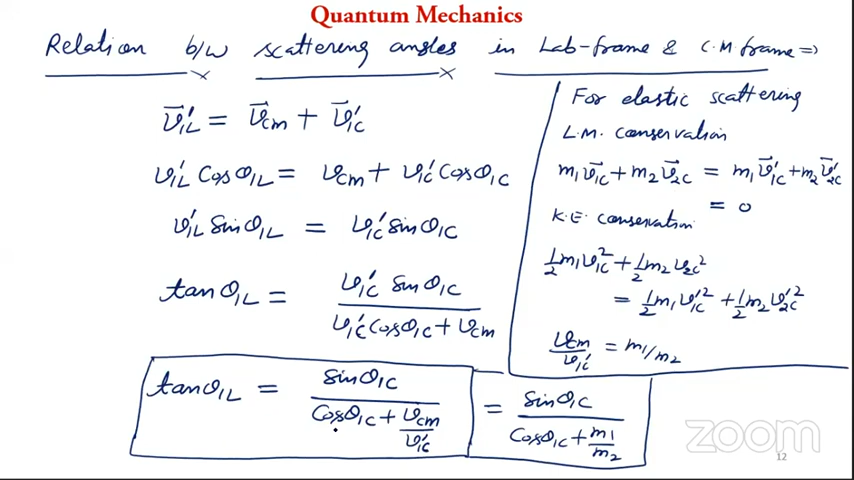 Quantum Mechanics
Relation b/w scattering angles in Lab-frame & C.M. frame ⇒
v⃗'₁L = v⃗cm + v⃗'₁c
v'₁L Cosθ₁L = vcm + v'₁c Cosθ₁C
v'₁L Sinθ₁L = v'₁c sinθ₁C
tanθ₁L = v'₁c sinθ₁C / (v'₁c Cosθ₁C + vcm)
tanθ₁L = sinθ₁C / (Cosθ₁C + vcm/v'₁c) = sinθ₁C / (Cosθ₁C + m₁/m₂)
For elastic scattering
L.M. conservation
m₁v⃗₁c + m₂v⃗₂c = m₁v⃗'₁c + m₂v⃗'₂c
= 0
K.E. conservation
½m₁v₁c² + ½m₂v₂c²
= ½m₁v'₁c² + ½m₂v'₂c²
vcm/v'₁c = m₁/m₂
zoom
12